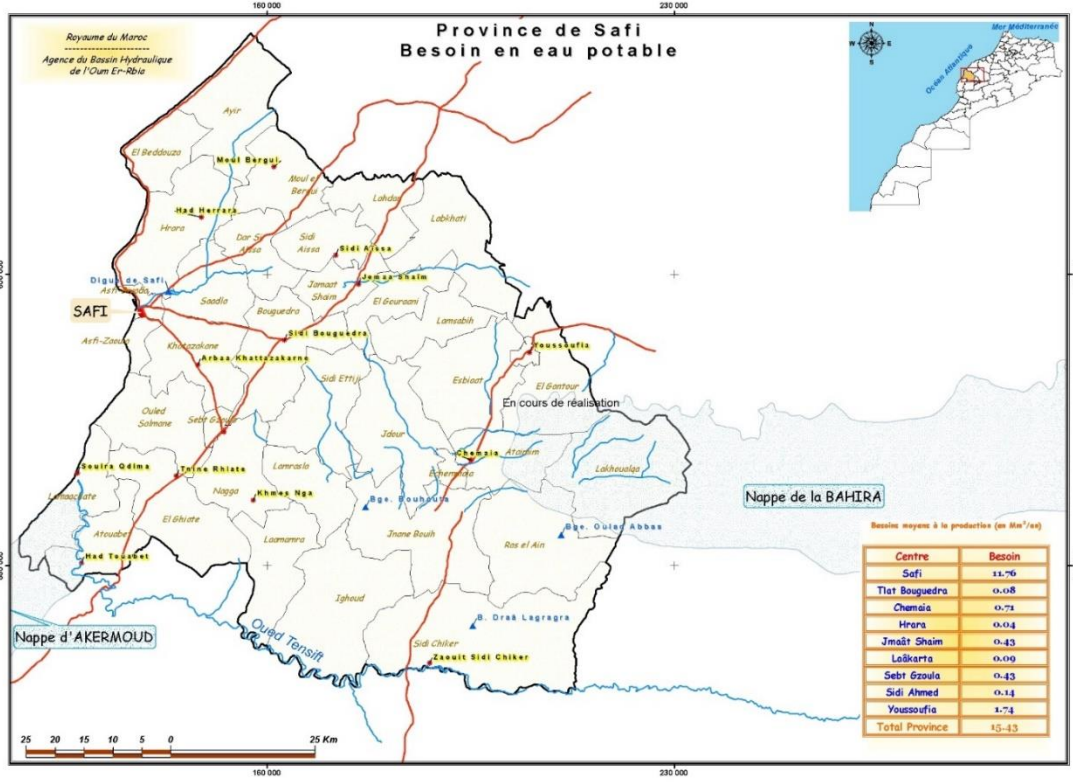 160 000
230 000
Royaume du Maroc
----------------------
Agence du Bassin Hydraulique
de l'Oum Er-Rbia
Province de Safi
Besoin en eau potable
N
W
E
S
Mer Méditerranée
Océan Atlantique
Ayir
El Beddouza
Moul Bergui
Moul el
Bergui
Lahdar
Had Herrara
Hrara
Labkhati
Dar Si
Aissa
Sidi
Aissa
Sidi Aissa
Digue de Safi
Jemaa Shaim
Jamaat
Shaim
Saadla
Bouguedra
El Gouraani
SAFI
Lamsabih
Asfi-Zaouia
Khatazakane
Sidi Bouguedra
Youssoufia
Arbaa Khattazakarne
Sidi Ettiji
Esbiaat
El Gantour
En cours de réalisation
Ouled
Salmane
Sebt Gzoula
Jdour
Atiamim
Chemaia
Echemmaia
Lakhoualqa
Souira Qdima
Tnine Rhiate
Lamrasla
Lamaachate
Nagga
Khmes Nga
Bge. Bouhouta
Nappe de la BAHIRA
El Ghiate
Atouabe
Laamamra
Jnane Bouih
Bge. Ouled Abbas
Ras el Ain
Had Touabet
Ighoud
Nappe d'AKERMOUD
Oued Tensift
B. Draâ Lagragra
Sidi Chiker
Zaouit Sidi Chiker
Besoins moyens à la production (en Mm³/an)
Centre Besoin
Safi 11.76
Tlat Bouguedra 0.08
Chemaia 0.71
Hrara 0.04
Jmaât Shaim 0.43
Laâkarta 0.09
Sebt Gzoula 0.43
Sidi Ahmed 0.14
Youssoufia 1.74
Total Province 15.43
25 20 15 10 5 0 25 Km
160 000
230 000